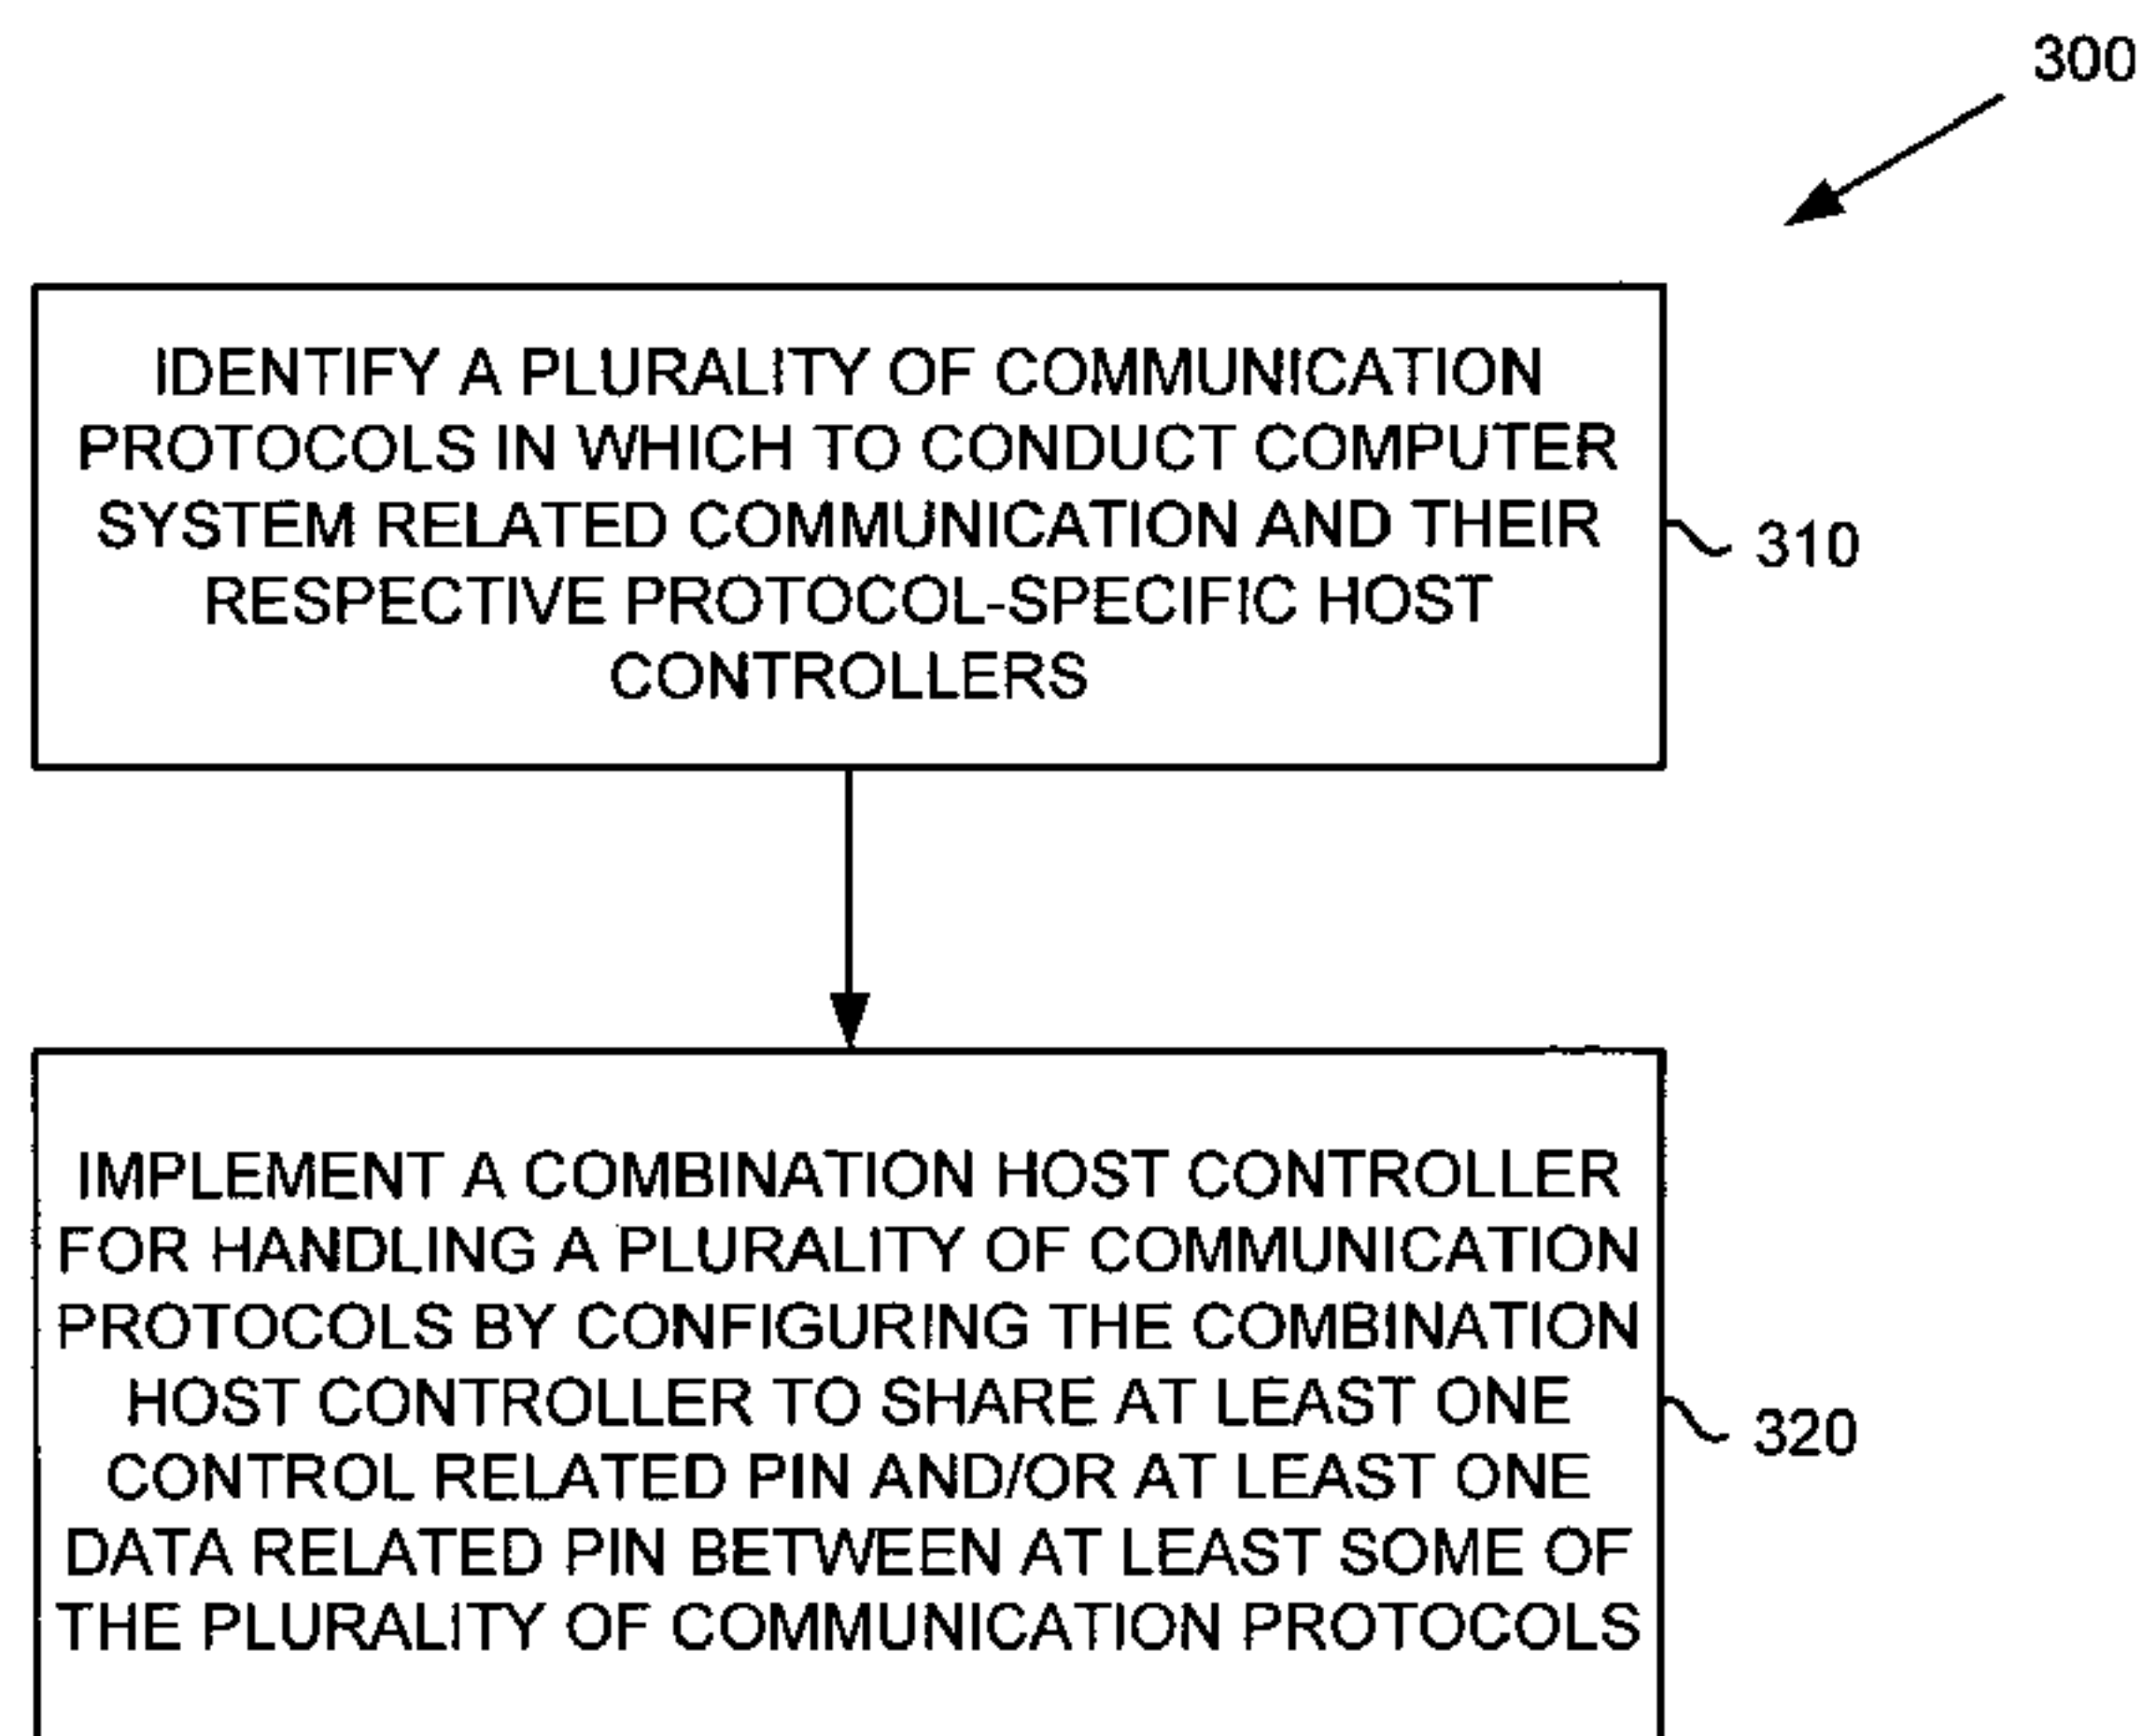 300
IDENTIFY A PLURALITY OF COMMUNICATION
PROTOCOLS IN WHICH TO CONDUCT COMPUTER
SYSTEM RELATED COMMUNICATION AND THEIR
RESPECTIVE PROTOCOL-SPECIFIC HOST
CONTROLLERS
310
IMPLEMENT A COMBINATION HOST CONTROLLER
FOR HANDLING A PLURALITY OF COMMUNICATION
PROTOCOLS BY CONFIGURING THE COMBINATION
HOST CONTROLLER TO SHARE AT LEAST ONE
CONTROL RELATED PIN AND/OR AT LEAST ONE
DATA RELATED PIN BETWEEN AT LEAST SOME OF
THE PLURALITY OF COMMUNICATION PROTOCOLS
320